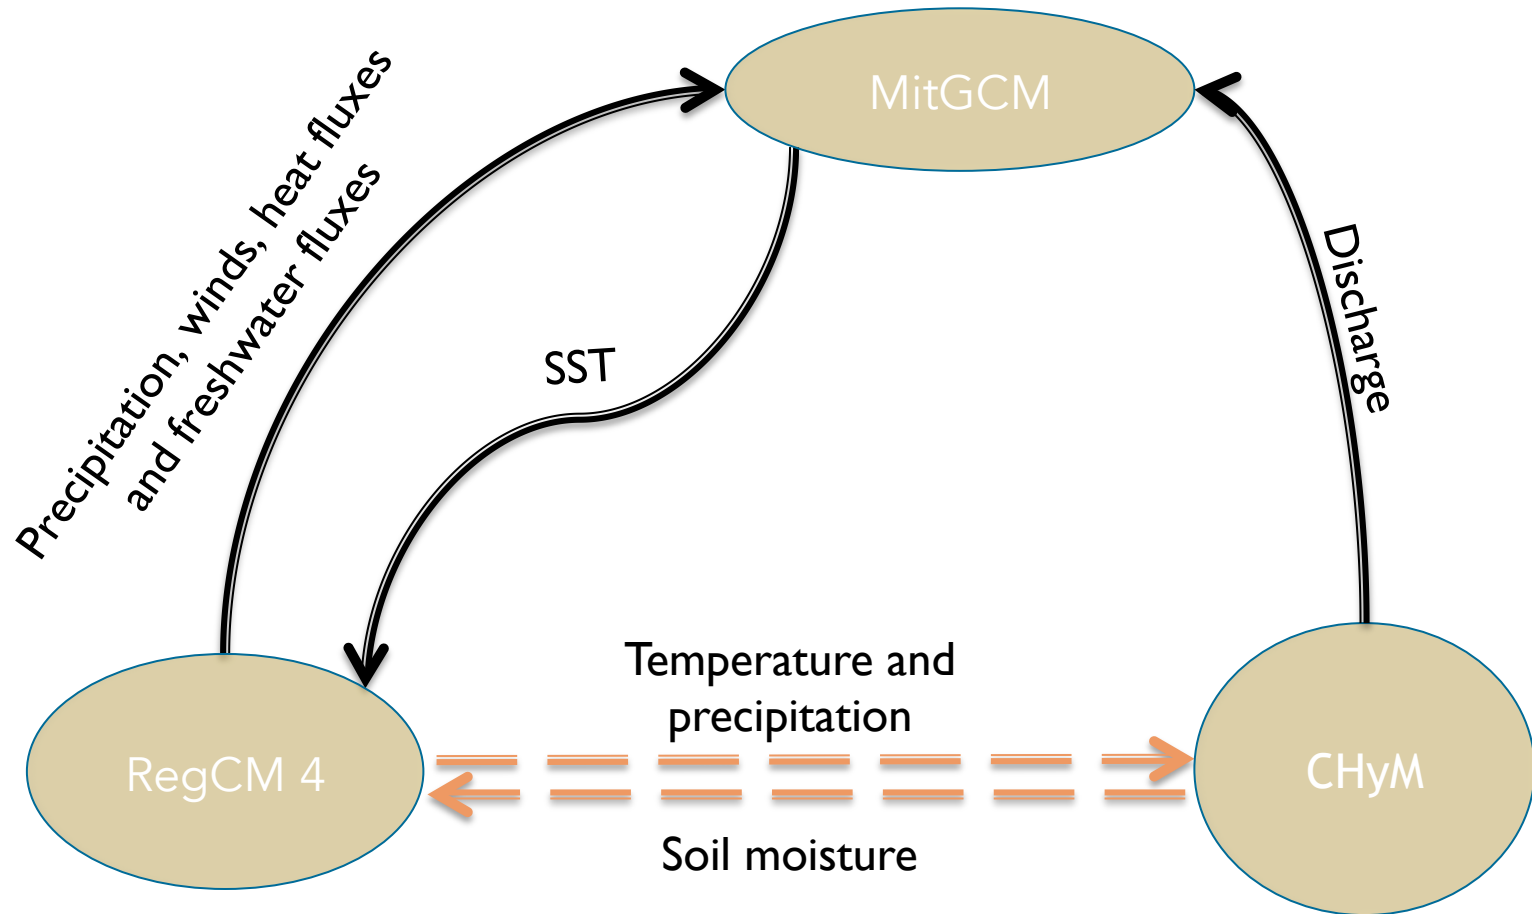 MitGCM
Precipitation, winds, heat fluxes
and freshwater fluxes
Discharge
SST
Temperature and
precipitation
RegCM 4
CHyM
Soil moisture